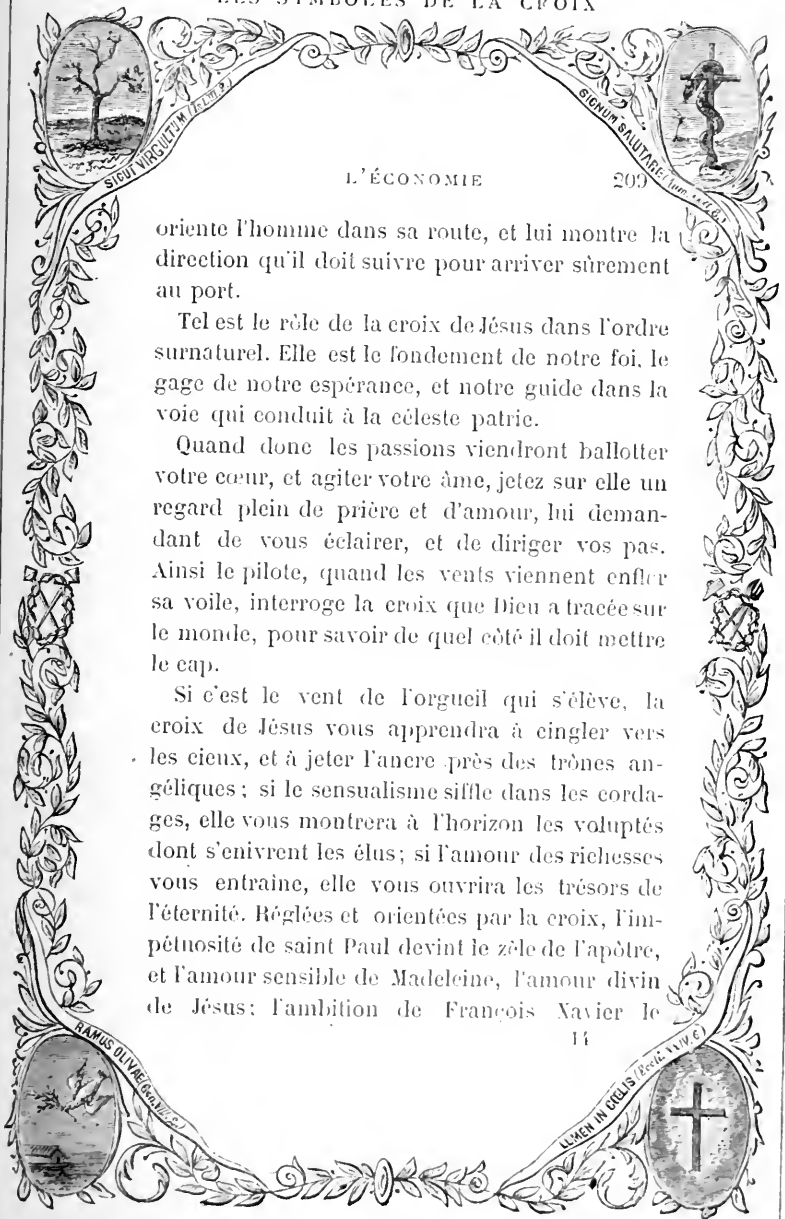 LES SYMBOLES DE LA CROIX
SICUT VIRGULTUM
SIGNUM SALUTARE
L'ÉCONOMIE 209
oriente l'homme dans sa route, et lui montre la
direction qu'il doit suivre pour arriver sûrement
au port.
Tel est le rôle de la croix de Jésus dans l'ordre
surnaturel. Elle est le fondement de notre foi, le
gage de notre espérance, et notre guide dans la
voie qui conduit à la céleste patrie.
Quand donc les passions viendront ballotter
votre cœur, et agiter votre âme, jetez sur elle un
regard plein de prière et d'amour, lui deman-
dant de vous éclairer, et de diriger vos pas.
Ainsi le pilote, quand les vents viennent enfler
sa voile, interroge la croix que Dieu a tracée sur
le monde, pour savoir de quel côté il doit mettre
le cap.
Si c'est le vent de l'orgueil qui s'élève, la
croix de Jésus vous apprendra à cingler vers
les cieux, et à jeter l'ancre près des trônes an-
géliques ; si le sensualisme siffle dans les corda-
ges, elle vous montrera à l'horizon les voluptés
dont s'enivrent les élus ; si l'amour des richesses
vous entraine, elle vous ouvrira les trésors de
l'éternité. Réglées et orientées par la croix, l'im-
pétuosité de saint Paul devint le zèle de l'apôtre,
et l'amour sensible de Madeleine, l'amour divin
de Jésus ; l'ambition de François Xavier le
14
RAMUS OLIVAE
LUMEN IN CŒLIS (Eccli. XXIV. 6)